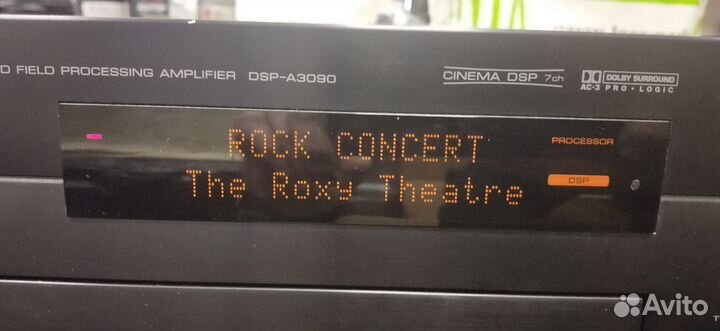 D FIELD PROCESSING AMPLIFIER DSP-A3090
CINEMA DSP 7ch
DOLBY SURROUND
AC-3 PRO • LOGIC
ROCK CONCERT
PROCESSOR
The Roxy Theatre
DSP
Avito